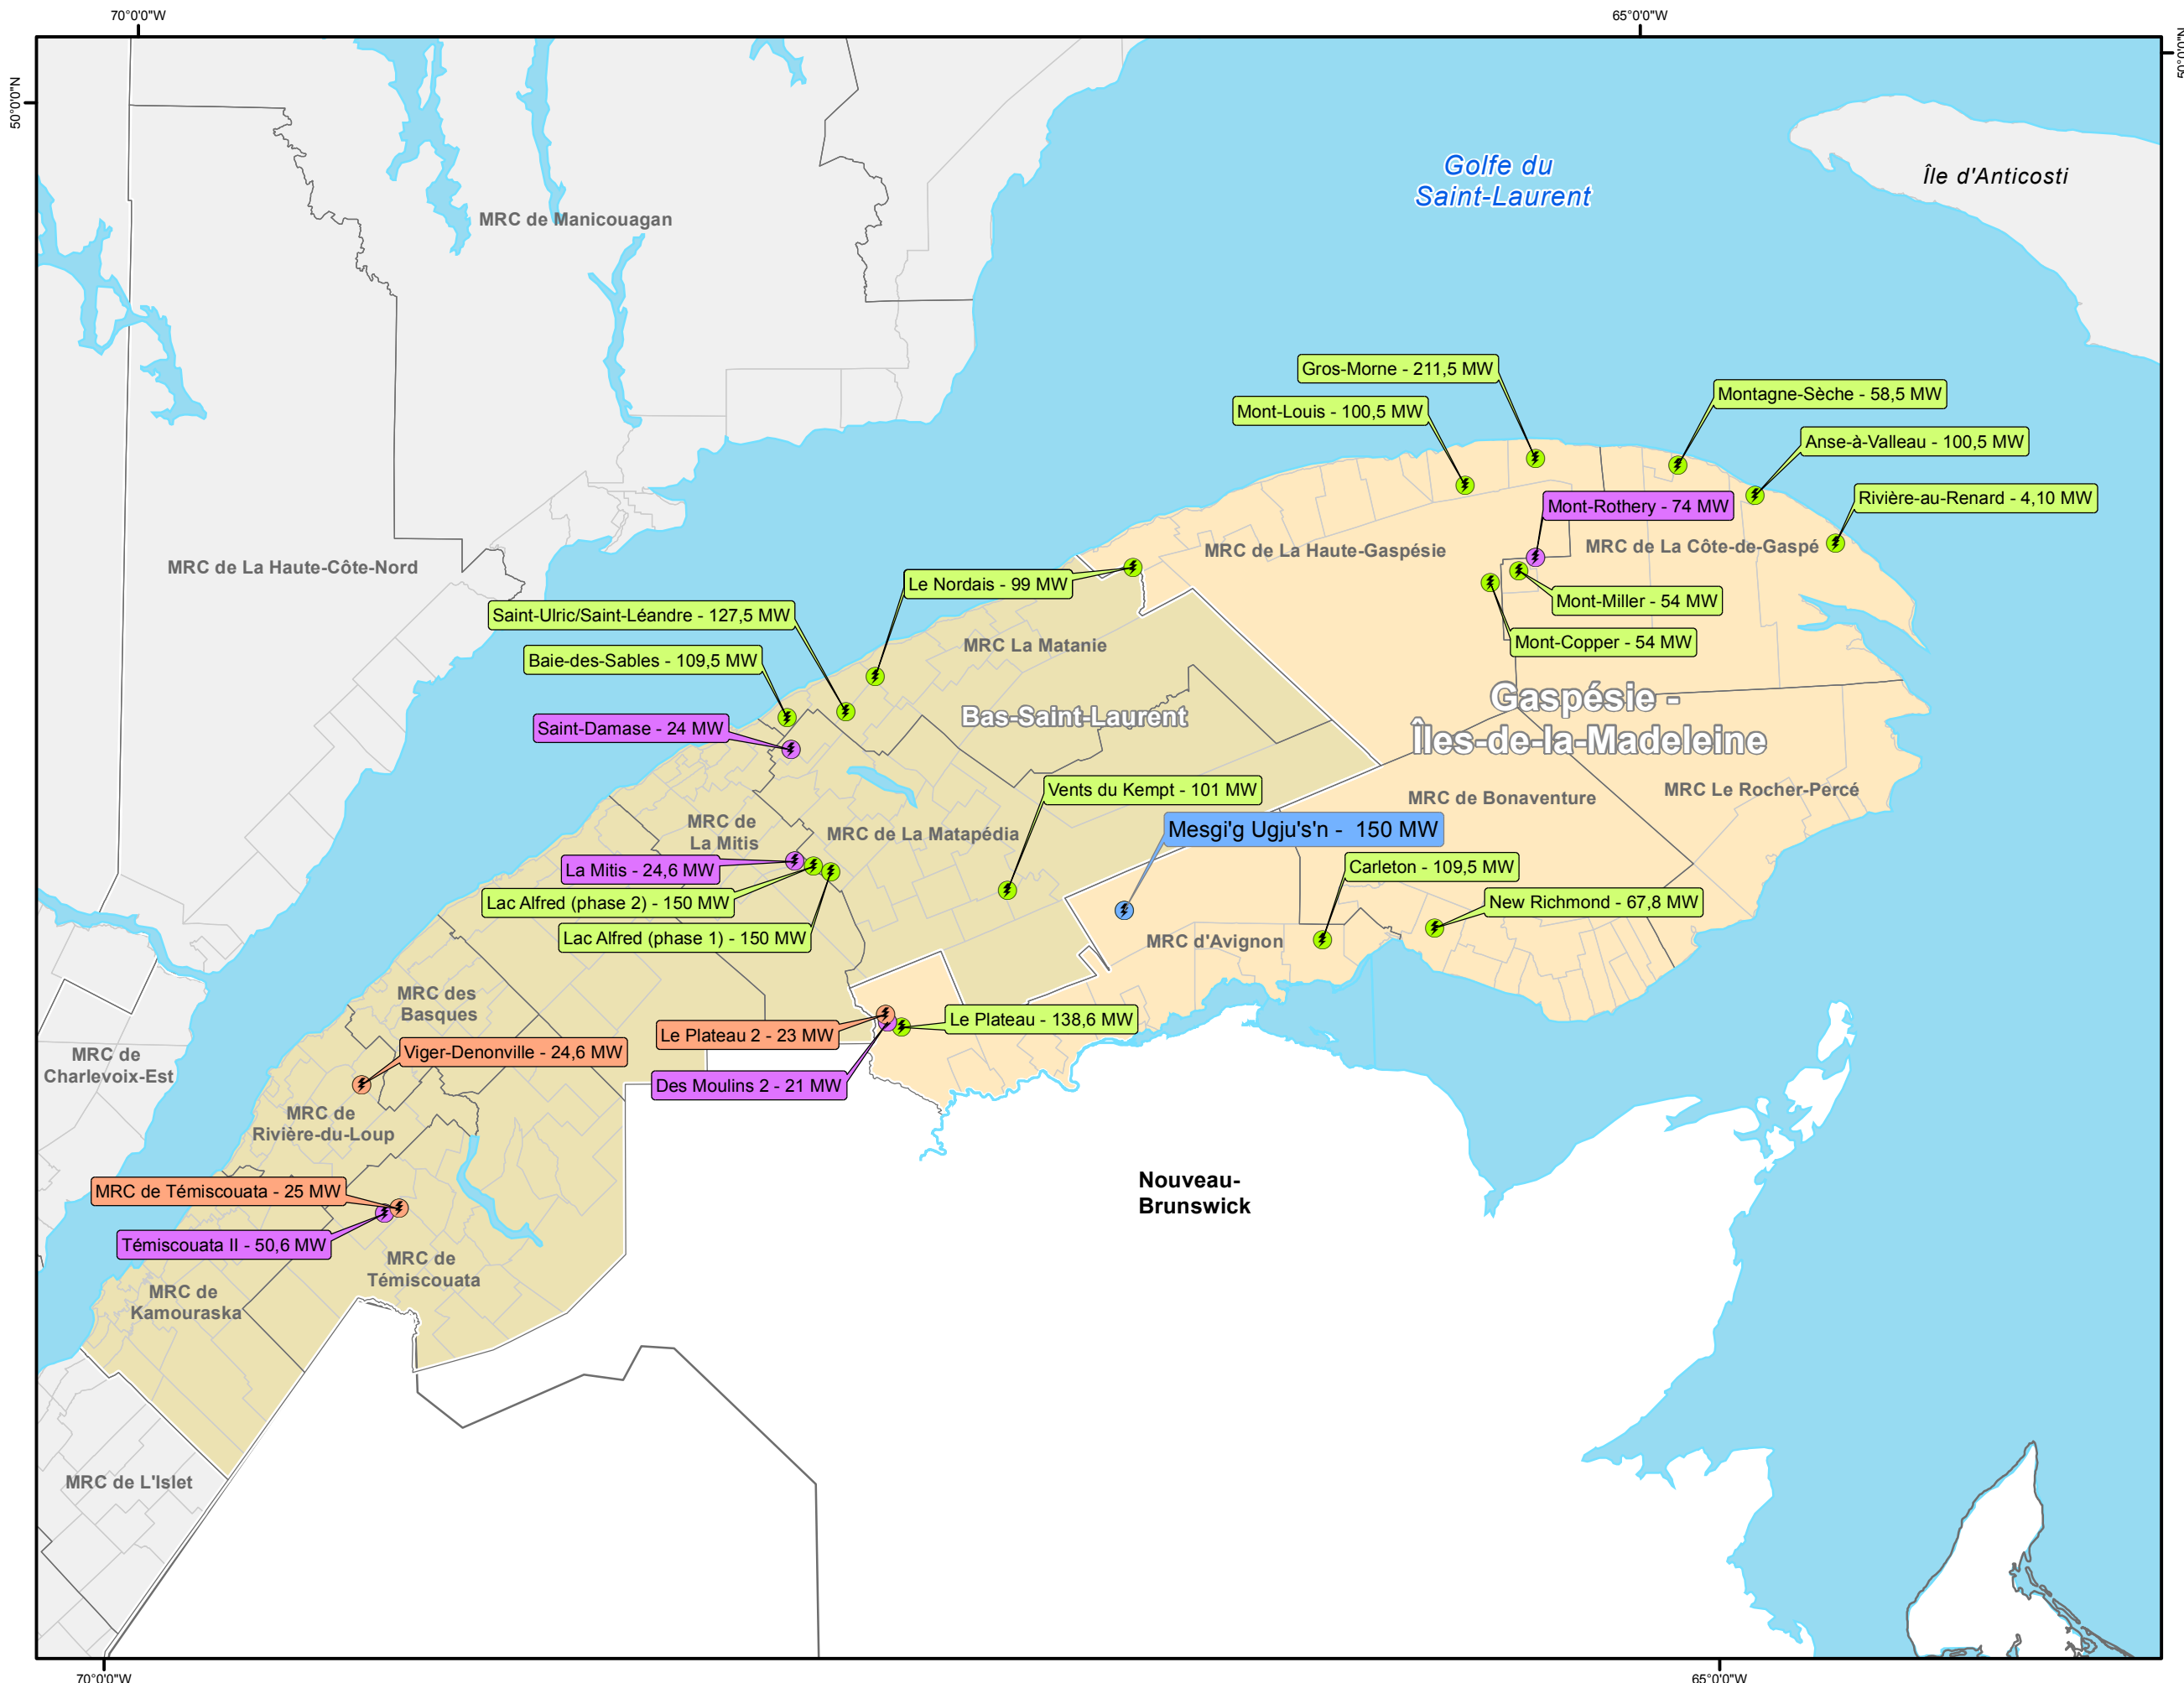 70°0'0"W
65°0'0"W
50°0'0"N
50°0'0"N
Golfe du
Saint-Laurent
Île d'Anticosti
MRC de Manicouagan
Gros-Morne - 211,5 MW
Montagne-Sèche - 58,5 MW
Mont-Louis - 100,5 MW
Anse-à-Valleau - 100,5 MW
Mont-Rothery - 74 MW
Rivière-au-Renard - 4,10 MW
MRC de La Haute-Gaspésie
MRC de La Côte-de-Gaspé
MRC de La Haute-Côte-Nord
Le Nordais - 99 MW
Mont-Miller - 54 MW
Saint-Ulric/Saint-Léandre - 127,5 MW
Mont-Copper - 54 MW
MRC La Matanie
Baie-des-Sables - 109,5 MW
Gaspésie -
Îles-de-la-Madeleine
Bas-Saint-Laurent
Saint-Damase - 24 MW
Vents du Kempt - 101 MW
MRC de Bonaventure
MRC Le Rocher-Percé
MRC de
La Mitis
MRC de La Matapédia
Mesgi'g Ugju's'n - 150 MW
La Mitis - 24,6 MW
Carleton - 109,5 MW
Lac Alfred (phase 2) - 150 MW
New Richmond - 67,8 MW
Lac Alfred (phase 1) - 150 MW
MRC d'Avignon
MRC des
Basques
Le Plateau - 138,6 MW
Le Plateau 2 - 23 MW
Viger-Denonville - 24,6 MW
MRC de
Charlevoix-Est
Des Moulins 2 - 21 MW
MRC de
Rivière-du-Loup
MRC de Témiscouata - 25 MW
Nouveau-
Brunswick
Témiscouata II - 50,6 MW
MRC de
Témiscouata
MRC de
Kamouraska
MRC de L'Islet
70°0'0"W
65°0'0"W